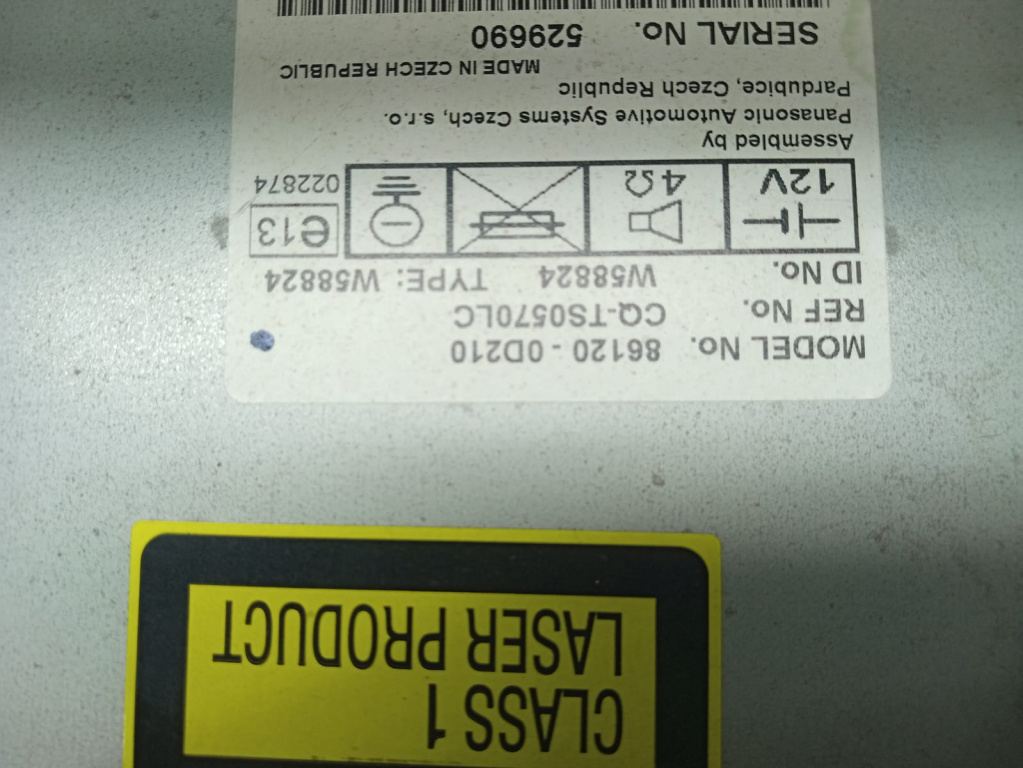 CLASS 1
LASER PRODUCT
MODEL No. 86120 - 0D210
REF No. CQ-TS0570LC
ID No. W58824 TYPE: W58824
12V
4Ω
e13
022874
Assembled by
Panasonic Automotive Systems Czech, s.r.o.
Pardubice, Czech Republic
MADE IN CZECH REPUBLIC
SERIAL No. 529690